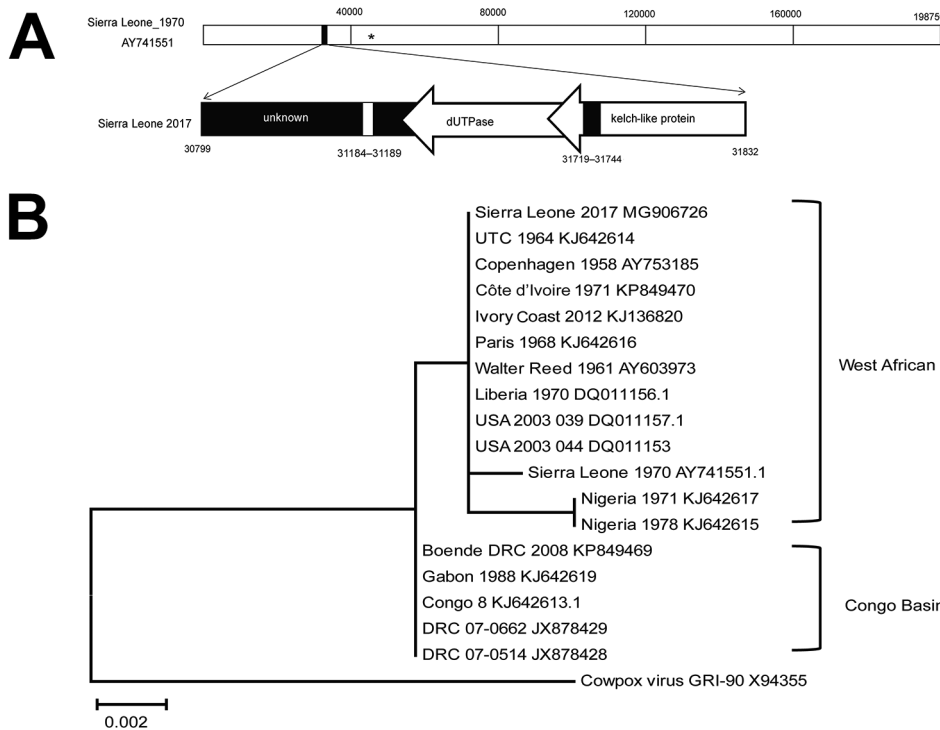 A
Sierra Leone_1970
AY741551
40000
80000
120000
160000
19875
*
Sierra Leone 2017
unknown
dUTPase
kelch-like protein
30799
31184–31189
31719–31744
31832
B
Sierra Leone 2017 MG906726
UTC 1964 KJ642614
Copenhagen 1958 AY753185
Côte d'Ivoire 1971 KP849470
Ivory Coast 2012 KJ136820
Paris 1968 KJ642616
Walter Reed 1961 AY603973
Liberia 1970 DQ011156.1
USA 2003 039 DQ011157.1
USA 2003 044 DQ011153
Sierra Leone 1970 AY741551.1
Nigeria 1971 KJ642617
Nigeria 1978 KJ642615
West African
Boende DRC 2008 KP849469
Gabon 1988 KJ642619
Congo 8 KJ642613.1
DRC 07-0662 JX878429
DRC 07-0514 JX878428
Congo Basin
Cowpox virus GRI-90 X94355
0.002